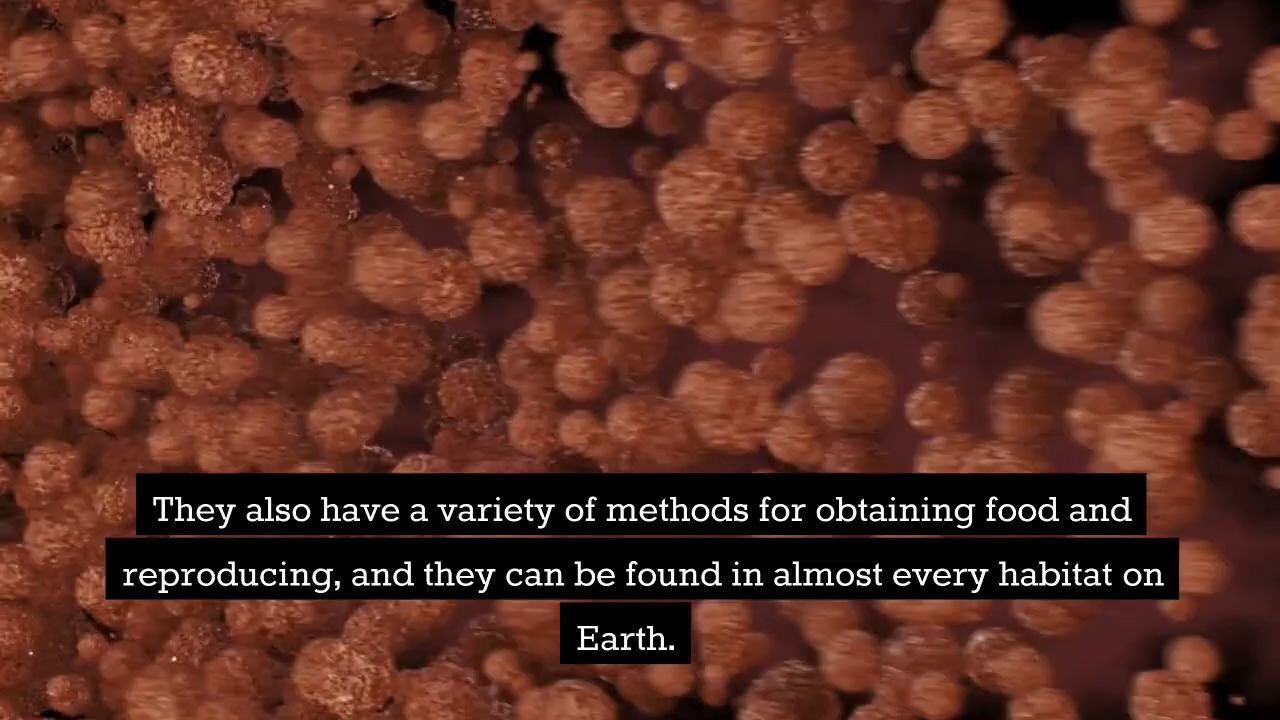 They also have a variety of methods for obtaining food and
reproducing, and they can be found in almost every habitat on
Earth.